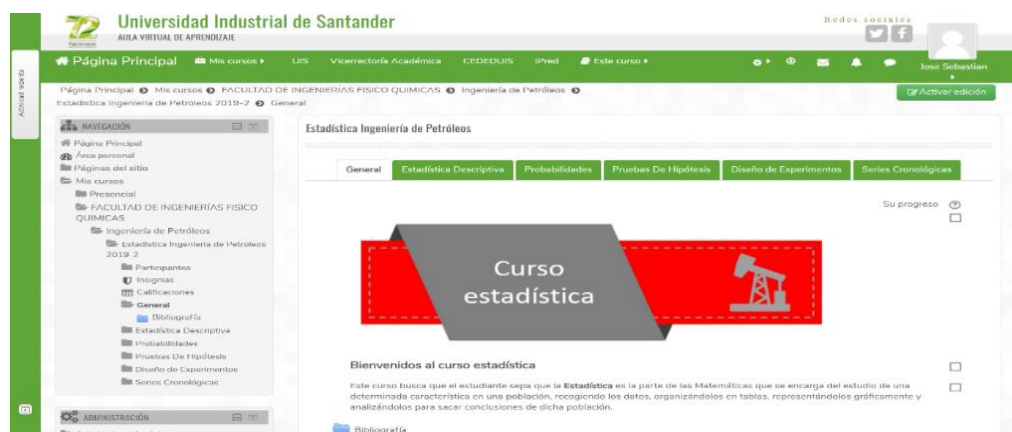 Universidad Industrial de Santander
AULA VIRTUAL DE APRENDIZAJE
Redes sociales
Página Principal Mis cursos UIS Vicerrectoría Académica CEDEDUIS IPred Este curso
Jose Sebastian
Página Principal Mis cursos FACULTAD DE INGENIERÍAS FISICO QUIMICAS Ingeniería de Petróleos
Estadística Ingeniería de Petroleos 2019-2 General
Activar edición
NAVEGACIÓN
Página Principal
Área personal
Páginas del sitio
Mis cursos
Presencial
FACULTAD DE INGENIERÍAS FISICO
QUIMICAS
Ingeniería de Petróleos
Estadística Ingeniería de Petroleos
2019-2
Participantes
Insignias
Calificaciones
General
Bibliografía
Estadística Descriptiva
Probabilidades
Pruebas De Hipótesis
Diseño de Experimentos
Series Cronológicas
ADMINISTRACIÓN
Estadística Ingeniería de Petróleos
General Estadística Descriptiva Probabilidades Pruebas De Hipótesis Diseño de Experimentos Series Cronológicas
Su progreso
Curso
estadística
Bienvenidos al curso estadística
Este curso busca que el estudiante sepa que la Estadística es la parte de las Matemáticas que se encarga del estudio de una
determinada característica en una población, recogiendo los datos, organizándolos en tablas, representándolos gráficamente y
analizándolos para sacar conclusiones de dicha población.
Bibliografía